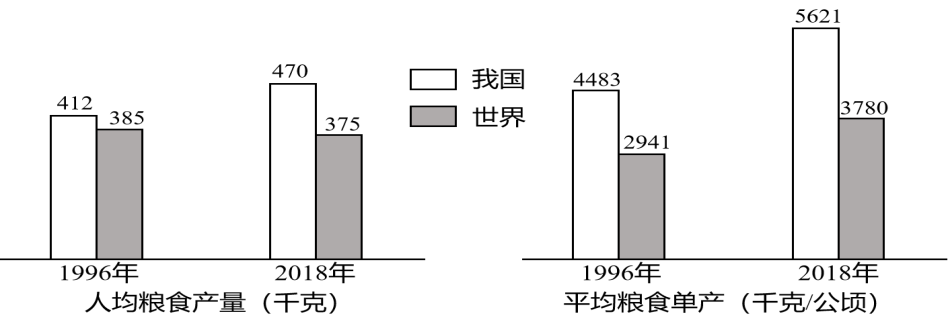 412
385
1996年
470
375
2018年
人均粮食产量（千克）
我国
世界
4483
2941
1996年
5621
3780
2018年
平均粮食单产（千克/公顷）